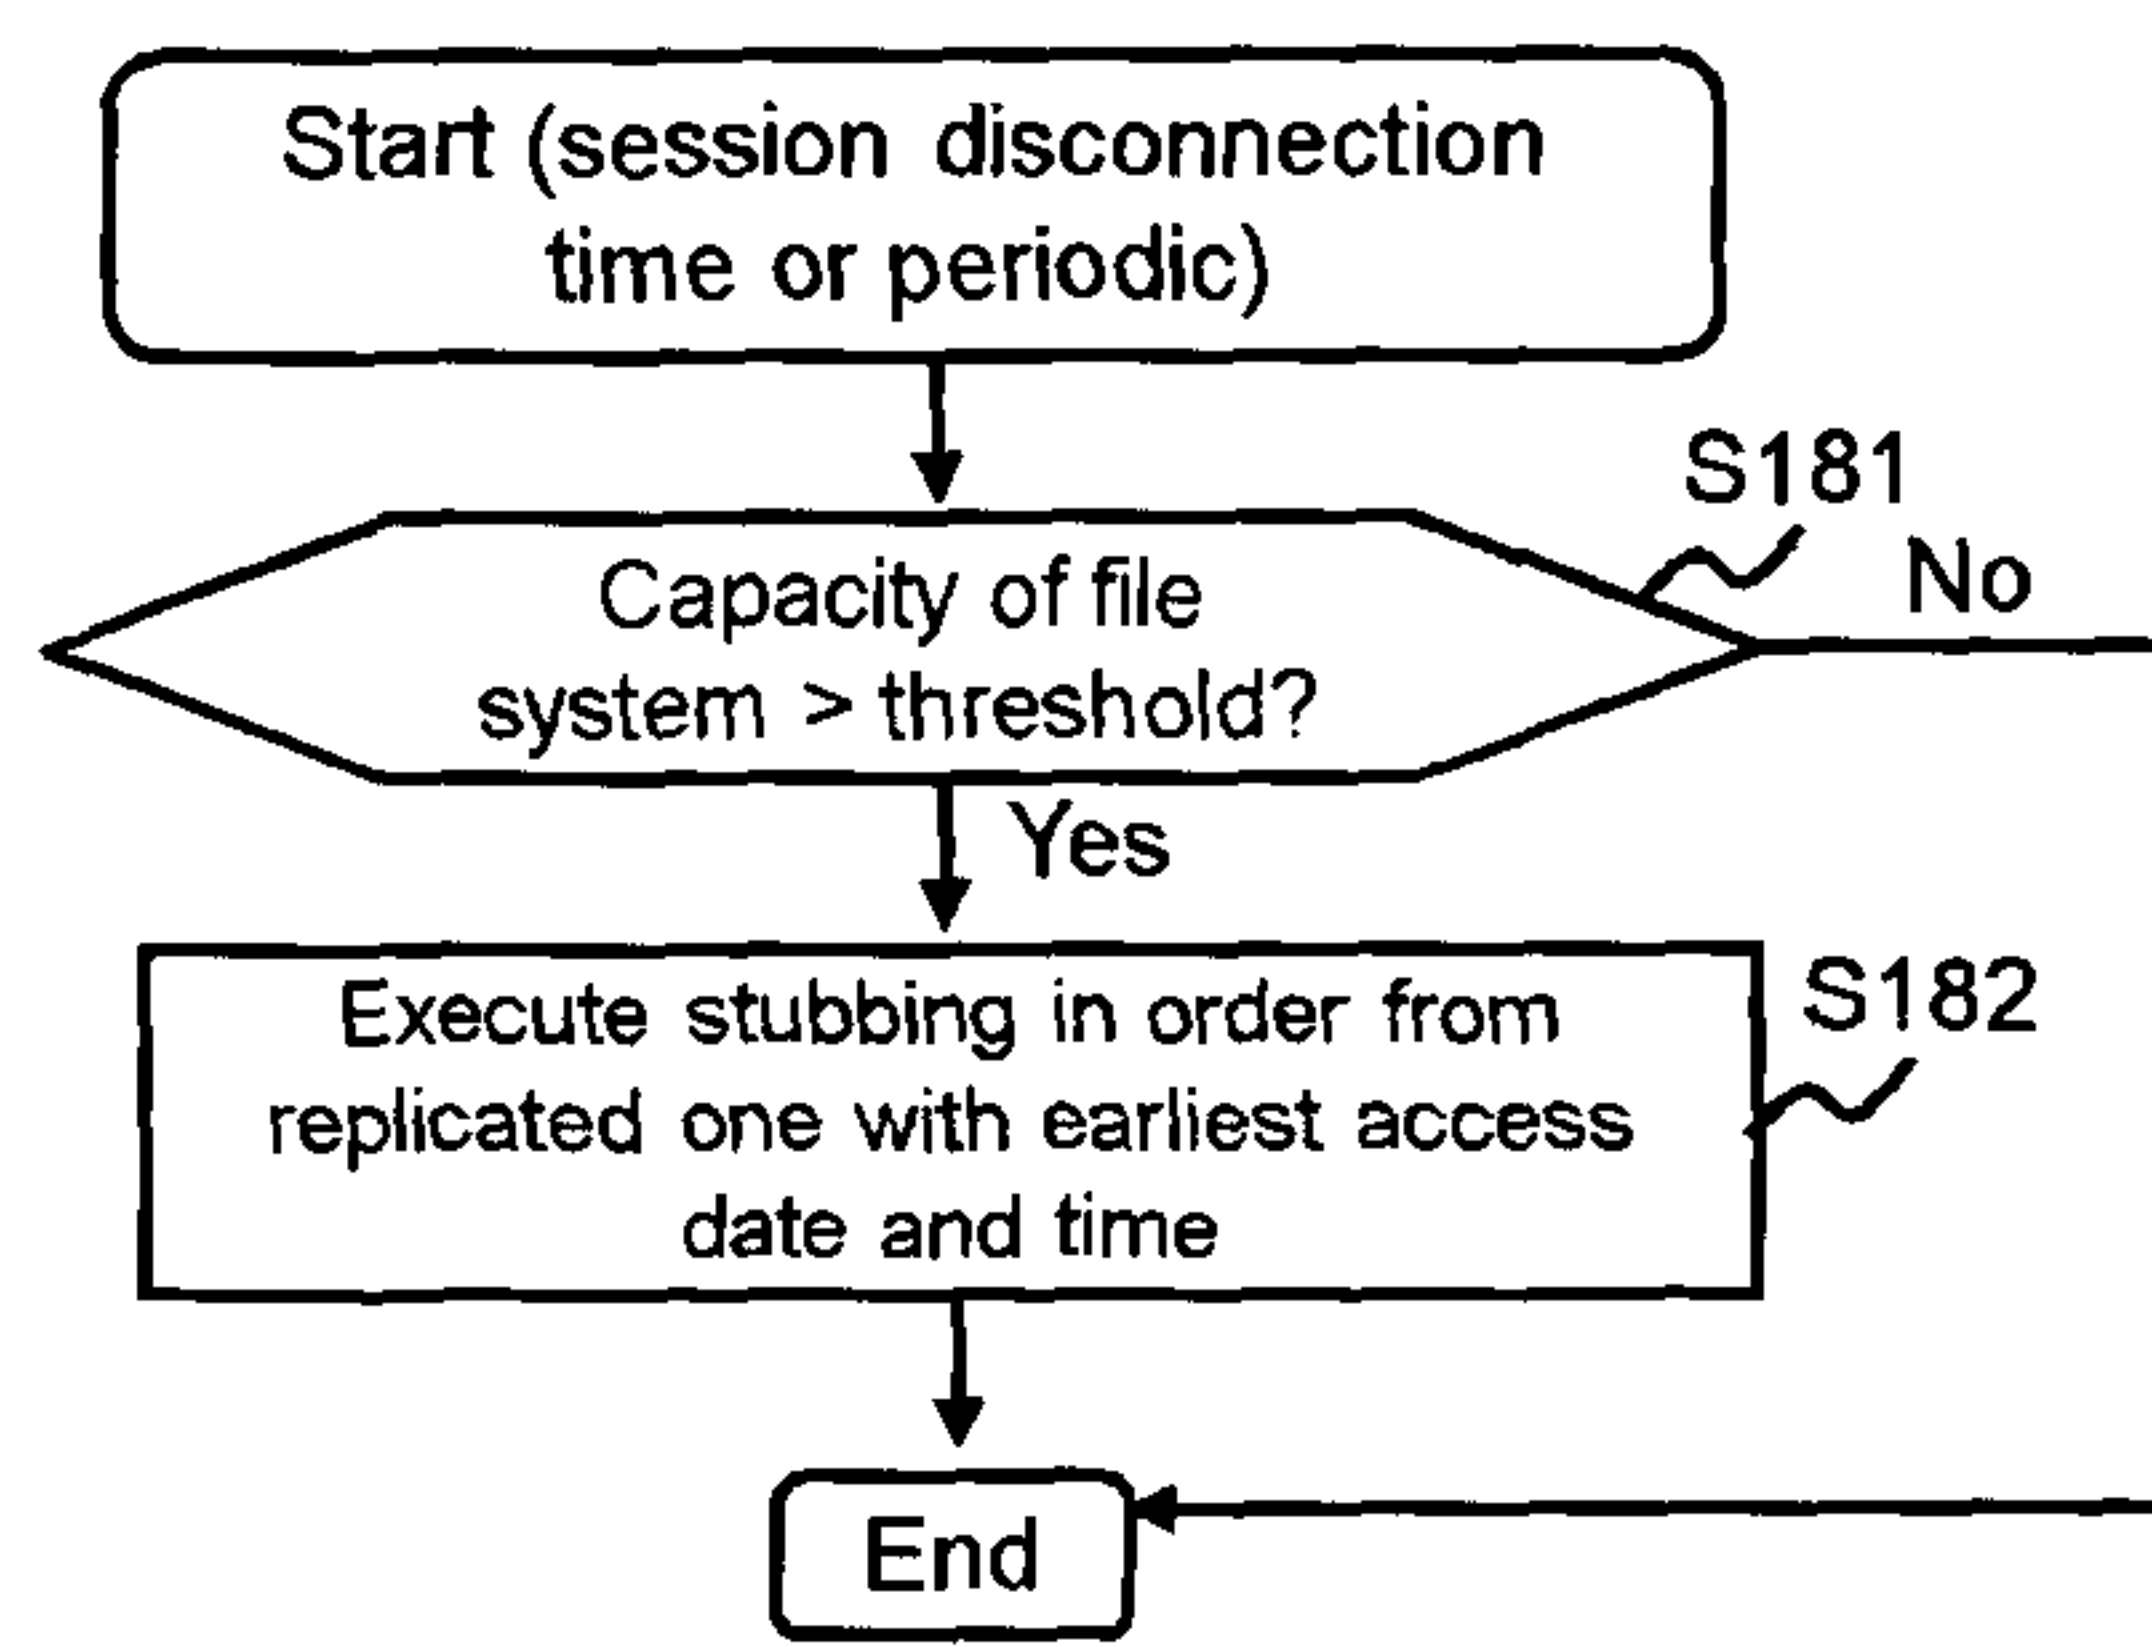 Start (session disconnection
time or periodic)
S181
No
Capacity of file
system > threshold?
Yes
S182
Execute stubbing in order from
replicated one with earliest access
date and time
End